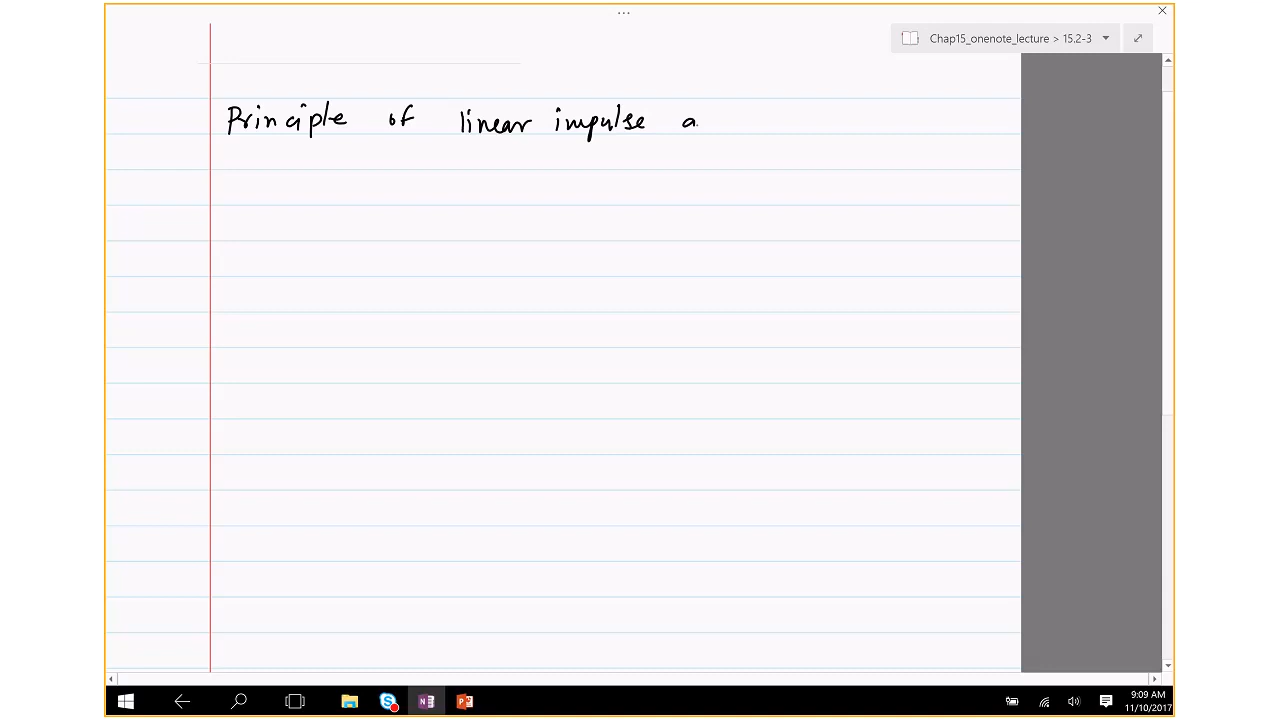 Chap15_onenote_lecture > 15.2-3
Principle of linear impulse a
9:09 AM
11/10/2017